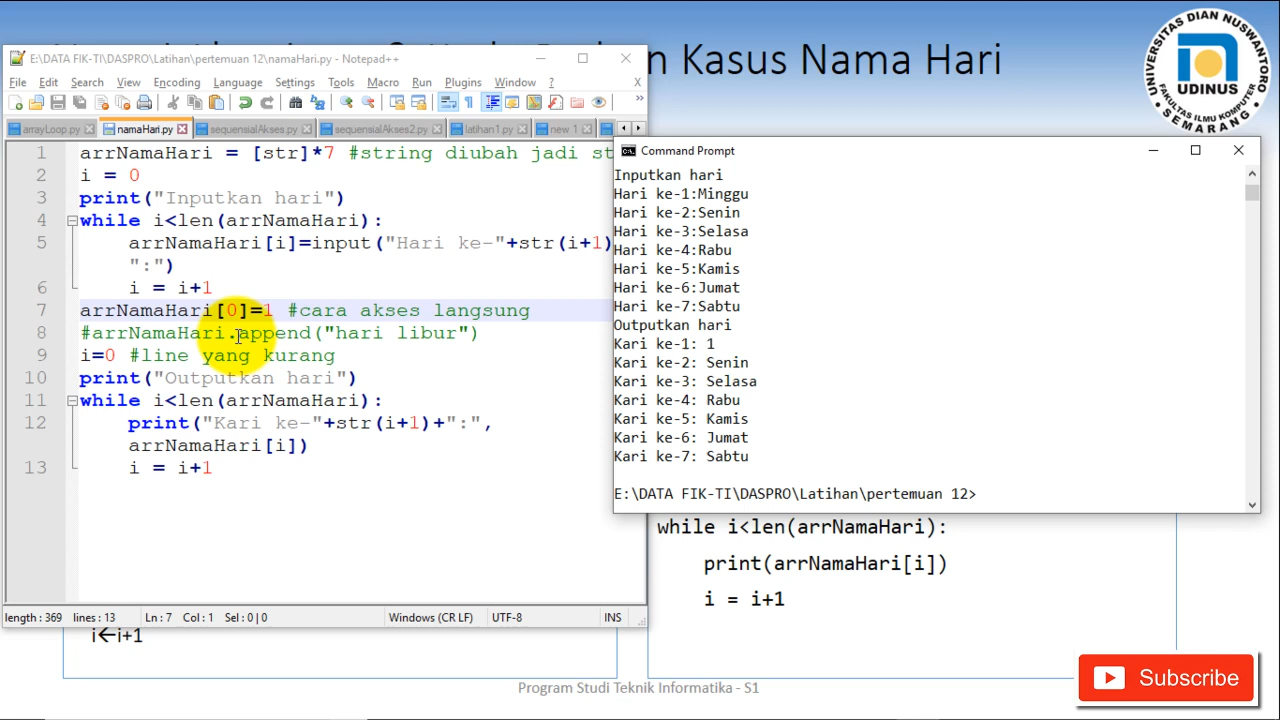 n Kasus Nama Hari
UNIVERSITAS DIAN NUSWANTORO
UDINUS
FAKULTAS ILMU KOMPUTER
SEMARANG
E:\DATA FIK-TI\DASPRO\Latihan\pertemuan 12\namaHari.py - Notepad++
File Edit Search View Encoding Language Settings Tools Macro Run Plugins Window ? X
arrayLoop.py namaHari.py sequensialAkses.py sequensialAkses2.py latihan1.py new 1
1 arrNamaHari = [str]*7 #string diubah jadi st
2 i = 0
3 print("Inputkan hari")
4 while i<len(arrNamaHari):
5 arrNamaHari[i]=input("Hari ke-"+str(i+1)
":")
6 i = i+1
7 arrNamaHari[0]=1 #cara akses langsung
8 #arrNamaHari.append("hari libur")
9 i=0 #line yang kurang
10 print("Outputkan hari")
11 while i<len(arrNamaHari):
12 print("Kari ke-"+str(i+1)+":",
arrNamaHari[i])
13 i = i+1
length : 369 lines : 13 Ln : 7 Col : 1 Sel : 0 | 0 Windows (CR LF) UTF-8 INS
Command Prompt
Inputkan hari
Hari ke-1:Minggu
Hari ke-2:Senin
Hari ke-3:Selasa
Hari ke-4:Rabu
Hari ke-5:Kamis
Hari ke-6:Jumat
Hari ke-7:Sabtu
Outputkan hari
Kari ke-1: 1
Kari ke-2: Senin
Kari ke-3: Selasa
Kari ke-4: Rabu
Kari ke-5: Kamis
Kari ke-6: Jumat
Kari ke-7: Sabtu
E:\DATA FIK-TI\DASPRO\Latihan\pertemuan 12>
while i<len(arrNamaHari):
print(arrNamaHari[i])
i = i+1
i←i+1
Program Studi Teknik Informatika - S1
Subscribe